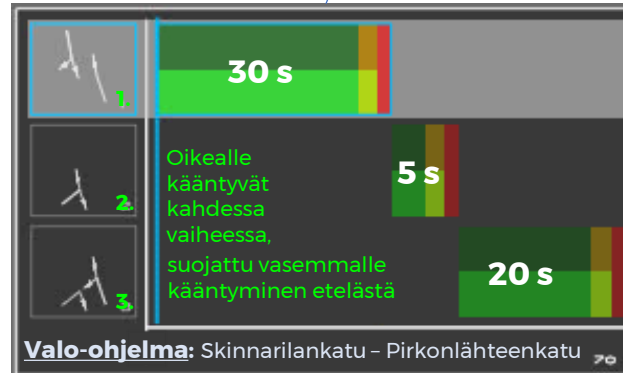 30 s
1.
Oikealle
kääntyvät
kahdessa
vaiheessa,
suojattu vasemmalle
kääntyminen etelästä
5 s
2.
20 s
3.
Valo-ohjelma: Skinnarilankatu – Pirkonlähteenkatu
70